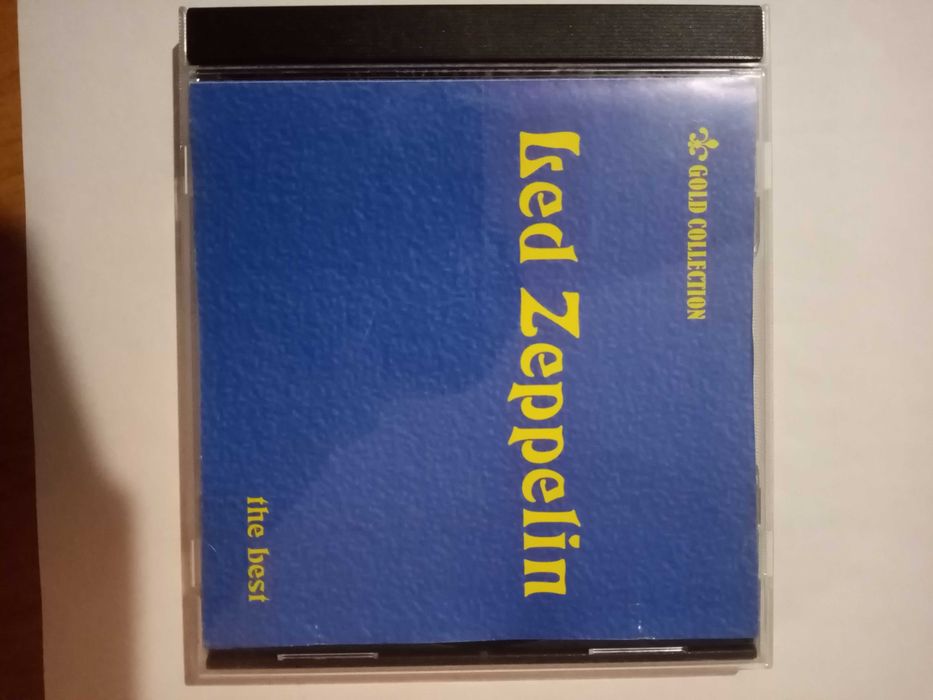 GOLD COLLECTION
Led Zeppelin
the best